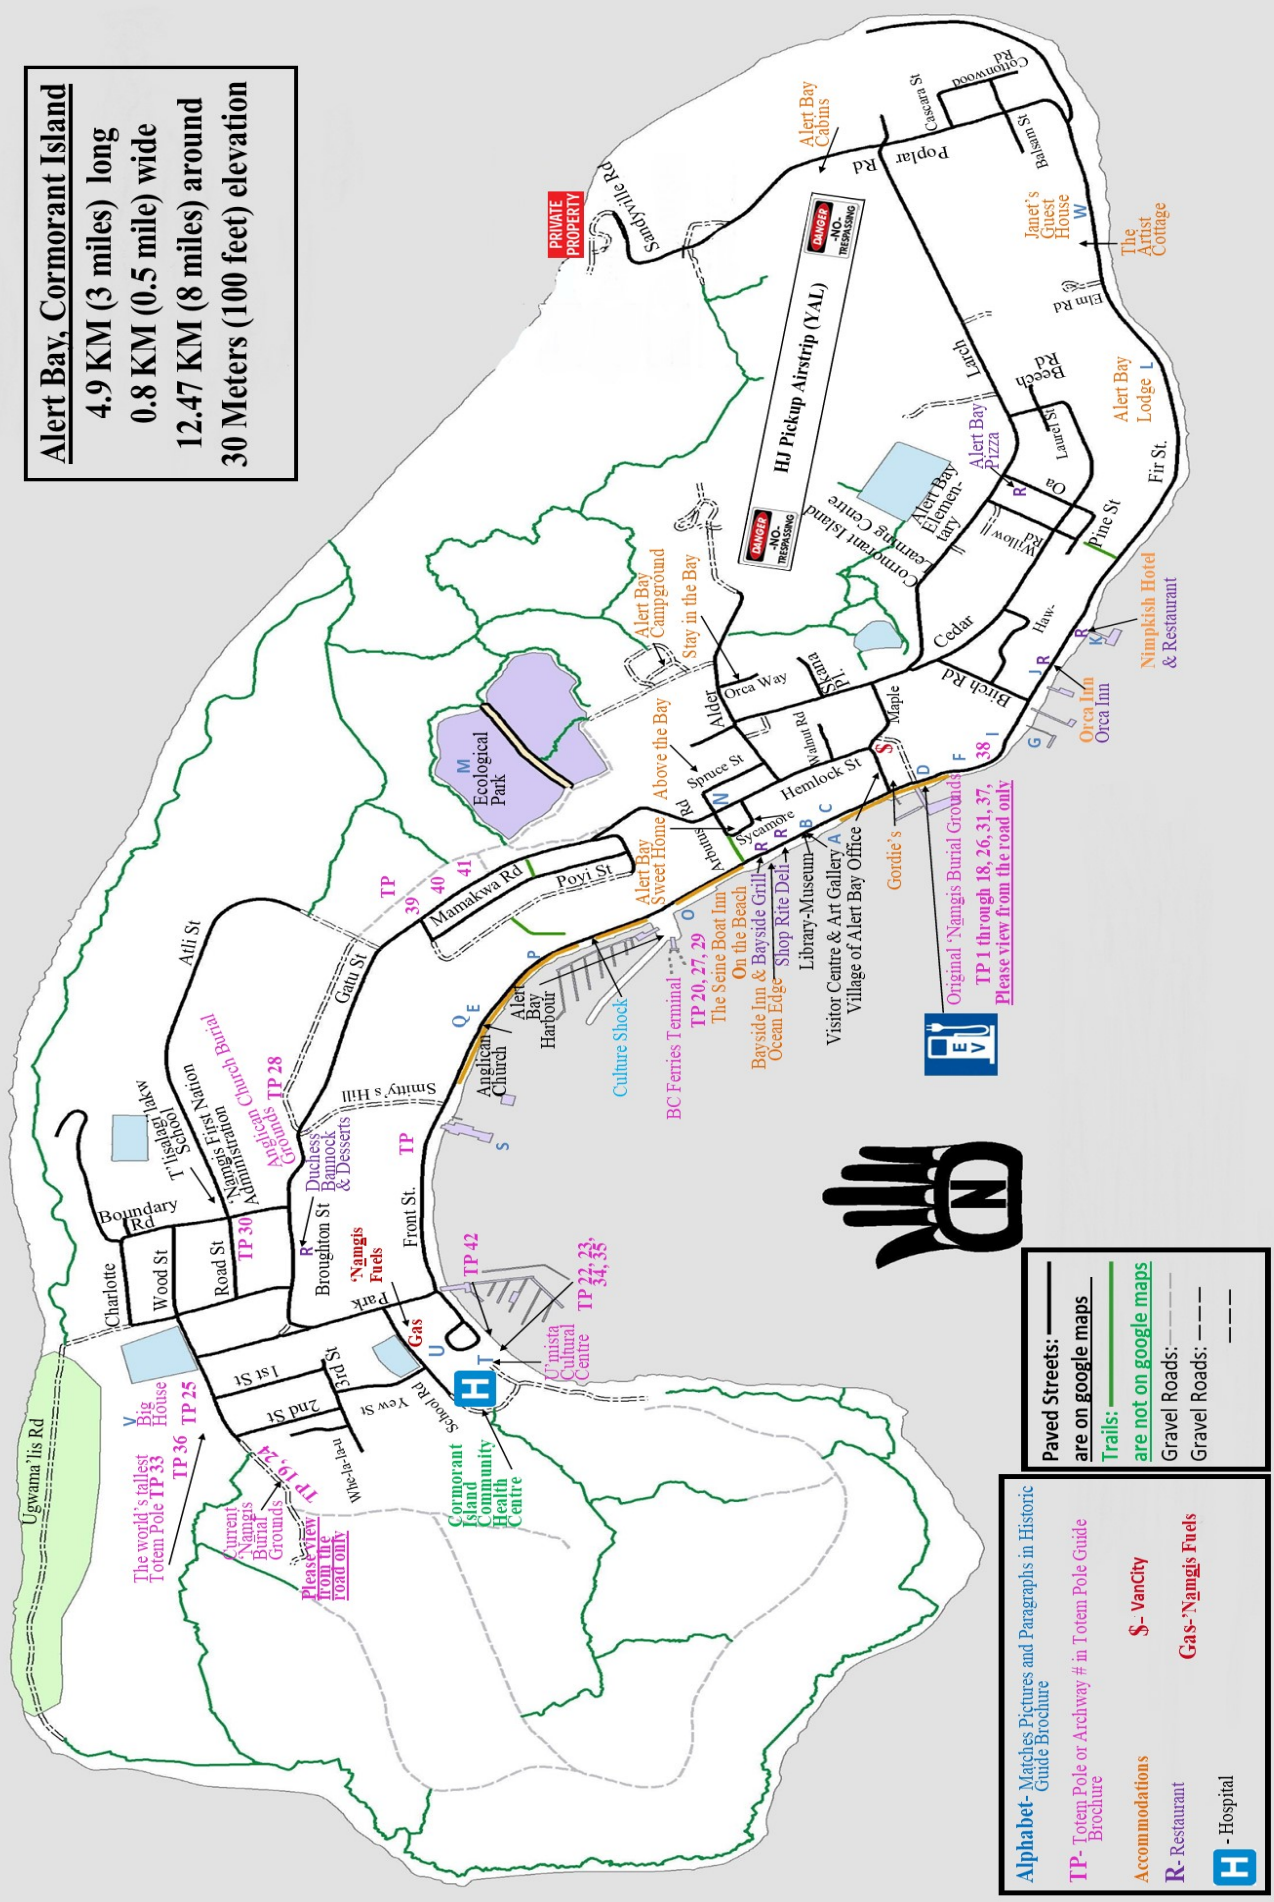 Alert Bay, Cormorant Island
4.9 KM (3 miles) long
0.8 KM (0.5 mile) wide
12.47 KM (8 miles) around
30 Meters (100 feet) elevation
Ugwama'lis Rd
The world's tallest
Totem Pole TP 33
V
Big
House
TP 36
TP 25
Current
'Namgis
Burial
Grounds
TP 19, 24
Please view
from the
road only
Whe-la-la-u
Charlotte
Boundary
Rd
Wood St
Road St
TP 30
1st St
2nd St
3rd St
Yew St
School Rd
Park
T'lisalagi'lakw
School
'Namgis First Nation
Administration
Atli St
Gatu St
Anglican Church Burial
Grounds
TP 28
Duchess
Bannock
& Desserts
R
Broughton St
'Namgis
Fuels
Gas
U
H
T
Cormorant
Island
Community
Health
Centre
U'mista
Cultural
Centre
TP 42
TP 22, 23,
34, 35
Front St.
TP
Smitty's Hill
S
Anglican
Church
Q
E
P
Alert
Bay
Harbour
Culture Shock
TP
39
40
41
Mamakwa Rd
Poyi St
M
Ecological
Park
BC Ferries Terminal
TP 20, 27, 29
O
The Seine Boat Inn
On the Beach
Bayside Inn & Bayside Grill
R
Ocean Edge
Shop Rite Deli
R
Library-Museum
B
Visitor Centre & Art Gallery
A
C
Village of Alert Bay Office
Gordie's
$
D
Original 'Namgis Burial Grounds
TP 1 through 18, 26, 31, 37,
Please view from the road only
EV
F
38
I
G
Alert Bay
Sweet Home
Above the Bay
Arbutus
Rd
N
Sycamore
Spruce St
Hemlock St
Walnut Rd
Alder
Orca Way
Skana
Pl.
Maple
Alert Bay
Campground
Stay in the Bay
PRIVATE
PROPERTY
Sandyville Rd
DANGER
-NO-
TRESPASSING
HJ Pickup Airstrip (YAL)
DANGER
-NO-
TRESPASSING
Alert Bay
Cabins
Poplar
Rd
Cascara St
Cottonwood
Rd
Balsam St
Janet's
Guest
House
W
The
Artist
Cottage
Elm Rd
Larch
Beech
Rd
Laurel St
Alert Bay
Pizza
R
Oa
Willow
Rd
Pine St
Fir St.
Alert Bay
Lodge
L
Cormorant Island
Learning Centre
Alert Bay
Elemen-
tary
Cedar
Birch Rd
Haw-
J
R
Orca Inn
Orca Inn
R
K
Nimpkish Hotel
& Restaurant
N
Paved Streets:
are on google maps
Trails:
are not on google maps
Gravel Roads:
Gravel Roads:
Alphabet- Matches Pictures and Paragraphs in Historic
Guide Brochure
TP- Totem Pole or Archway # in Totem Pole Guide
Brochure
Accommodations
$- VanCity
R- Restaurant
Gas-'Namgis Fuels
H - Hospital